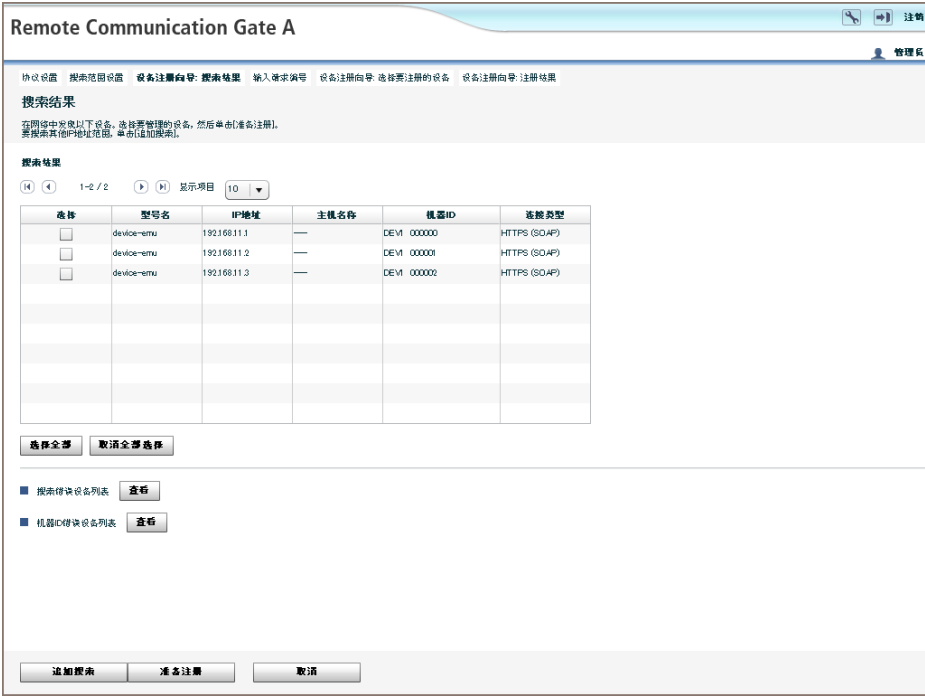 Remote Communication Gate A
注销
管理员
协议设置 搜索范围设置 设备注册向导: 搜索结果 输入请求编号 设备注册向导: 选择要注册的设备 设备注册向导: 注册结果
搜索结果
在网络中发现以下设备。选择要管理的设备，然后单击[准备注册]。
要搜索其他IP地址范围，单击[追加搜索]。
搜索结果
1-2 / 2 显示项目 10
选择 型号名 IP地址 主机名称 机器ID 连接类型
device-emu 192.168.11.1 ---- DEV1 000000 HTTPS (SOAP)
device-emu 192.168.11.2 ---- DEV1 000001 HTTPS (SOAP)
device-emu 192.168.11.3 ---- DEV1 000002 HTTPS (SOAP)
选择全部 取消全部选择
搜索错误设备列表 查看
机器ID错误设备列表 查看
追加搜索 准备注册 取消